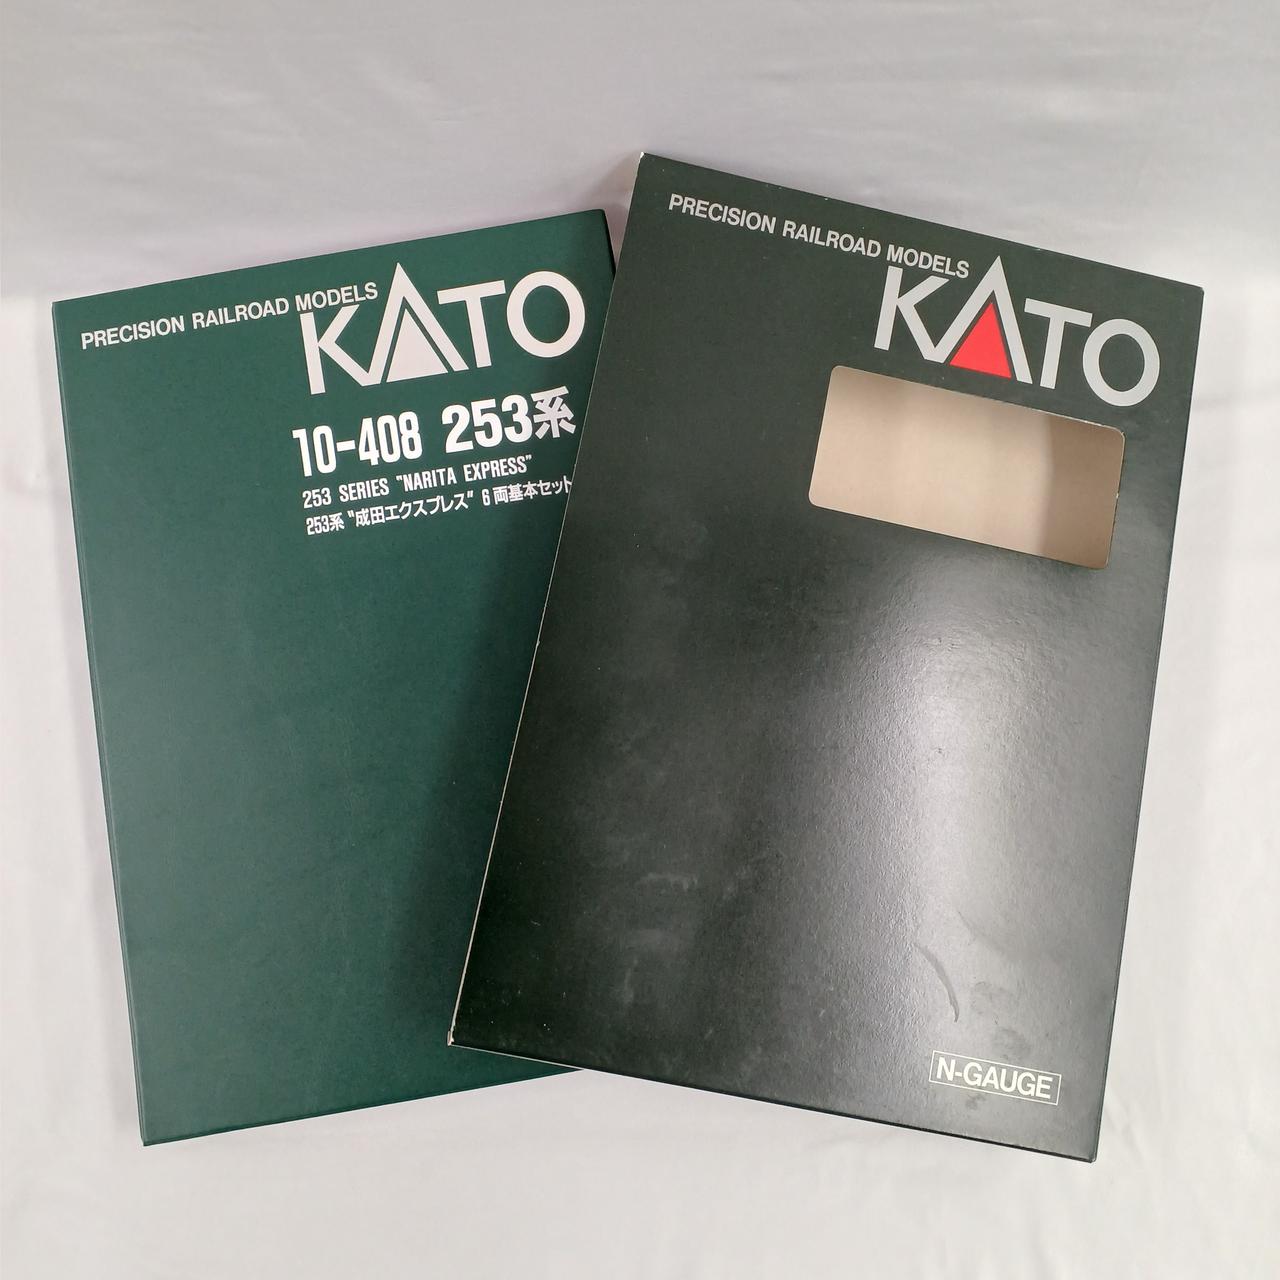 PRECISION RAILROAD MODELS
KATO
10-408 253系
253 SERIES "NARITA EXPRESS"
253系 "成田エクスプレス" 6両基本セット
PRECISION RAILROAD MODELS
KATO
N-GAUGE